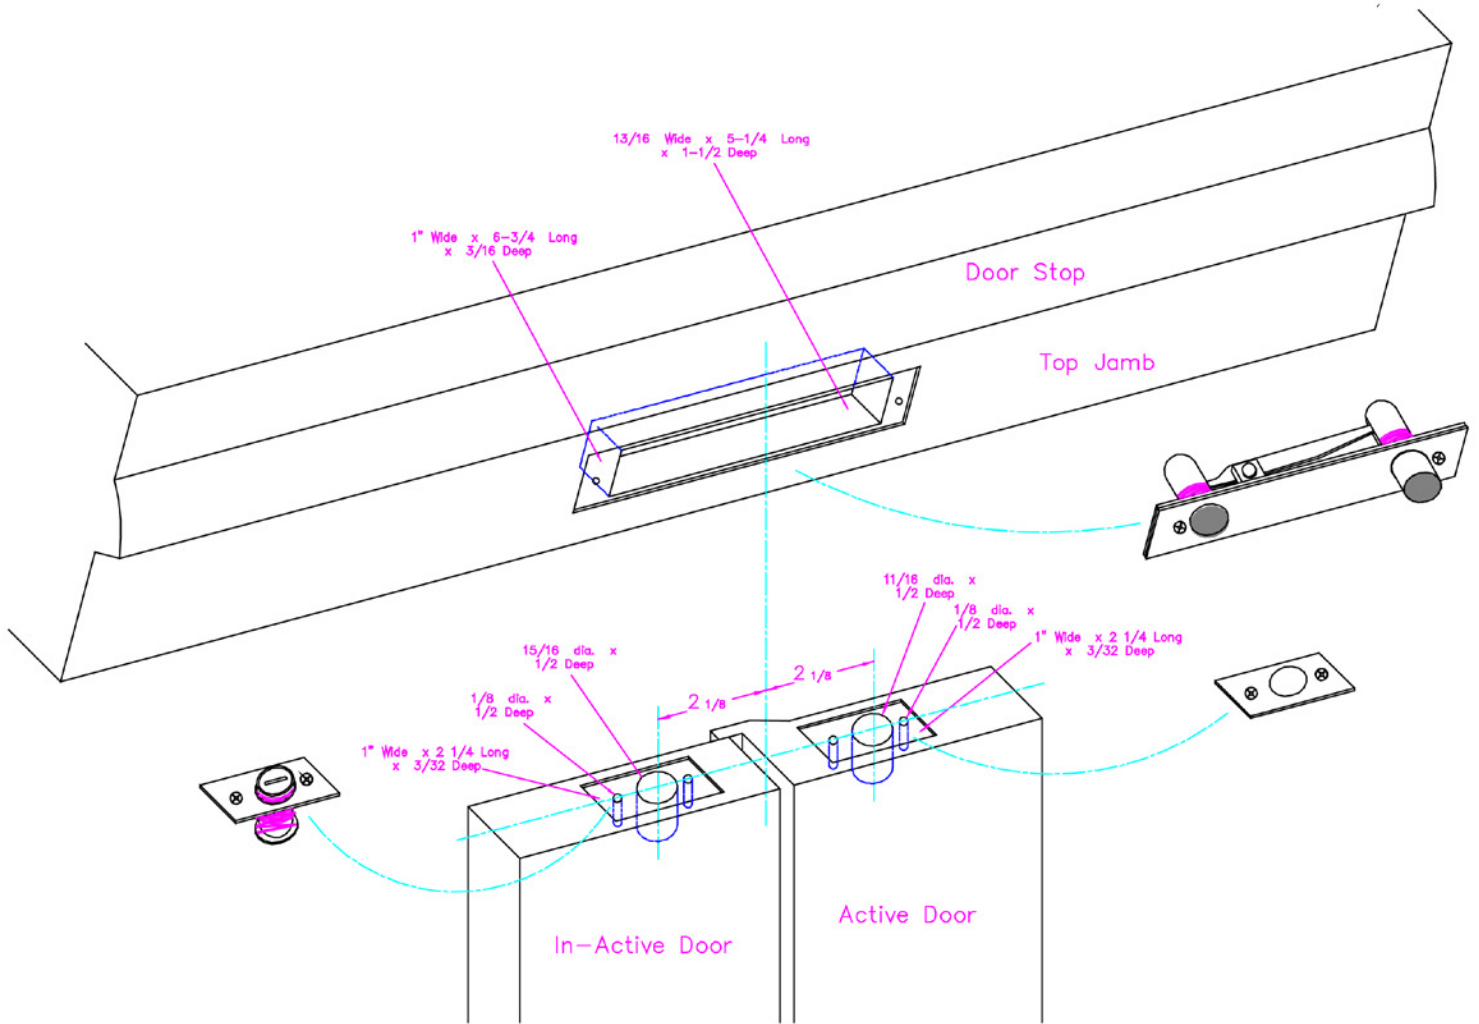 13/16 Wide x 5-1/4 Long
x 1-1/2 Deep
1" Wide x 6-3/4 Long
x 3/16 Deep
Door Stop
Top Jamb
11/16 dia. x
1/2 Deep
1/8 dia. x
1/2 Deep
1" Wide x 2 1/4 Long
x 3/32 Deep
15/16 dia. x
1/2 Deep
2 1/8
2 1/8
1/8 dia. x
1/2 Deep
1" Wide x 2 1/4 Long
x 3/32 Deep
Active Door
In-Active Door